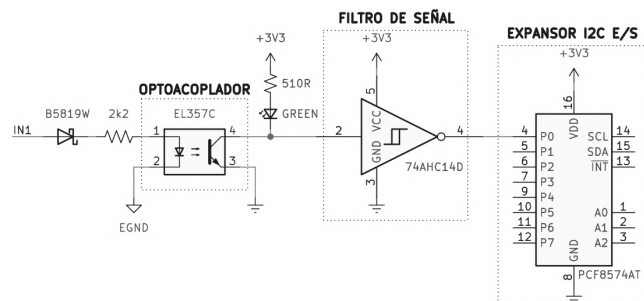 FILTRO DE SEÑAL
EXPANSOR I2C E/S
+3V3
+3V3
+3V3
OPTOACOPLADOR
510R
B5819W
2k2
EL357C
GREEN
IN1
1
4
2
3
EGND
5
VCC
2
4
GND
3
74AHC14D
16
VDD
4 P0
5 P1
6 P2
7 P3
9 P4
10 P5
11 P6
12 P7
SCL 14
SDA 15
INT 13
A0 1
A1 2
A2 3
GND
8
PCF8574AT